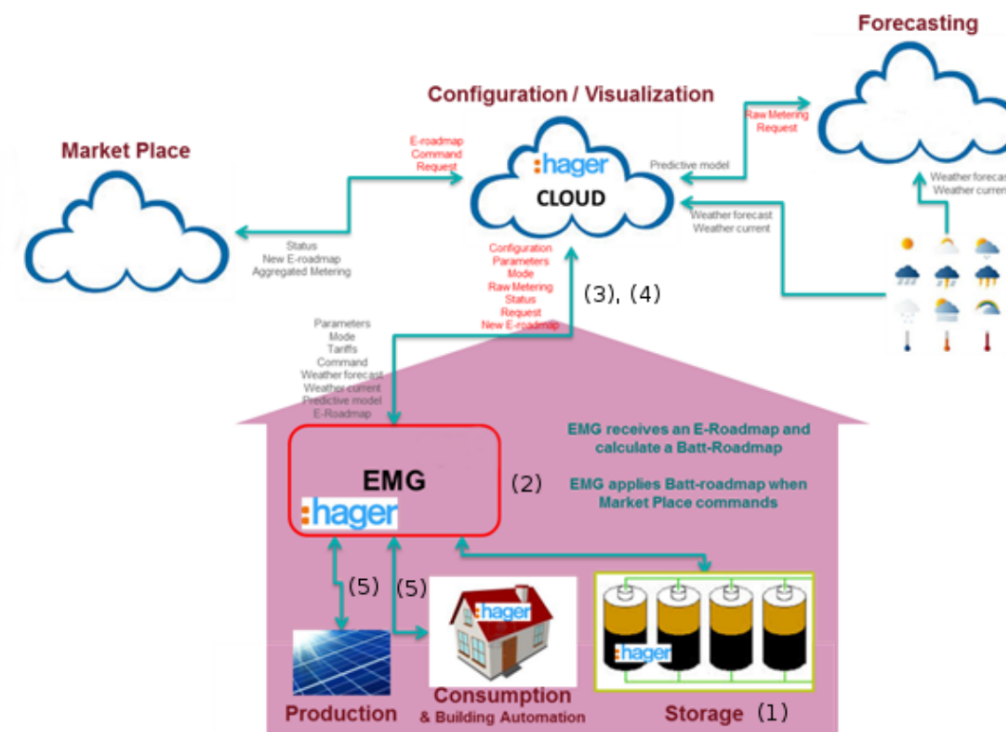 Forecasting
Configuration / Visualization
Market Place
E-roadmap
Command
Request
Raw Metering
Request
:hager
CLOUD
Predictive model
Weather forecast
Weather current
Weather forecast
Weather current
Status
New E-roadmap
Aggregated Metering
Configuration
Parameters
Mode
Raw Metering
Status
Request
New E-roadmap
(3), (4)
Parameters
Mode
Tariffs
Command
Weather forecast
Weather current
Predictive model
E-Roadmap
EMG
:hager
(2)
EMG receives an E-Roadmap and
calculate a Batt-Roadmap
EMG applies Batt-roadmap when
Market Place commands
(5)
(5)
:hager
:hager
Production
Consumption
& Building Automation
Storage (1)